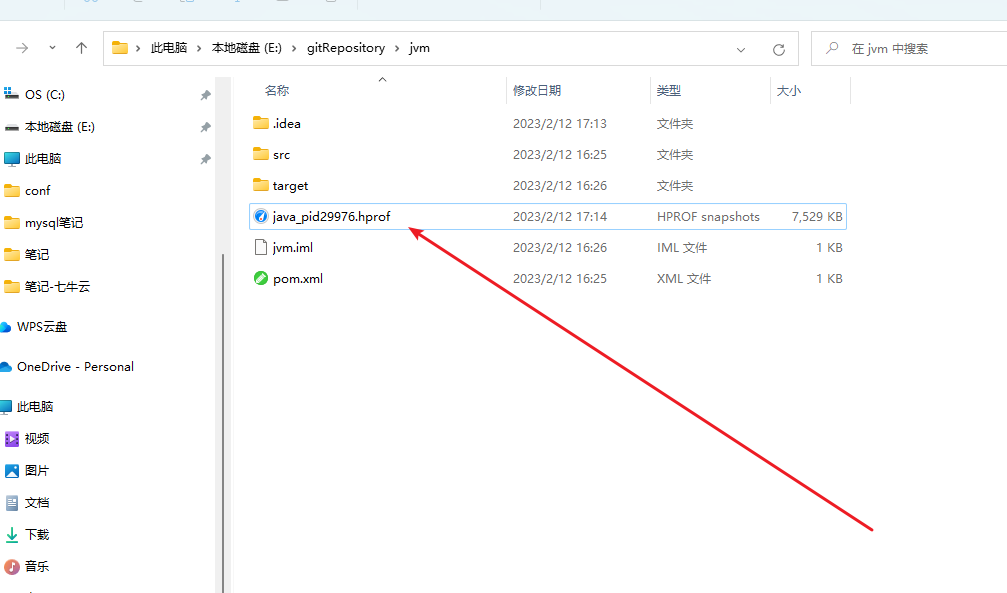 此电脑 › 本地磁盘 (E:) › gitRepository › jvm
在 jvm 中搜索
OS (C:)
本地磁盘 (E:)
此电脑
conf
mysql笔记
笔记
笔记-七牛云
WPS云盘
OneDrive - Personal
此电脑
视频
图片
文档
下载
音乐
名称 修改日期 类型 大小
.idea 2023/2/12 17:13 文件夹
src 2023/2/12 16:25 文件夹
target 2023/2/12 16:26 文件夹
java_pid29976.hprof 2023/2/12 17:14 HPROF snapshots 7,529 KB
jvm.iml 2023/2/12 16:26 IML 文件 1 KB
pom.xml 2023/2/12 16:25 XML 文件 1 KB